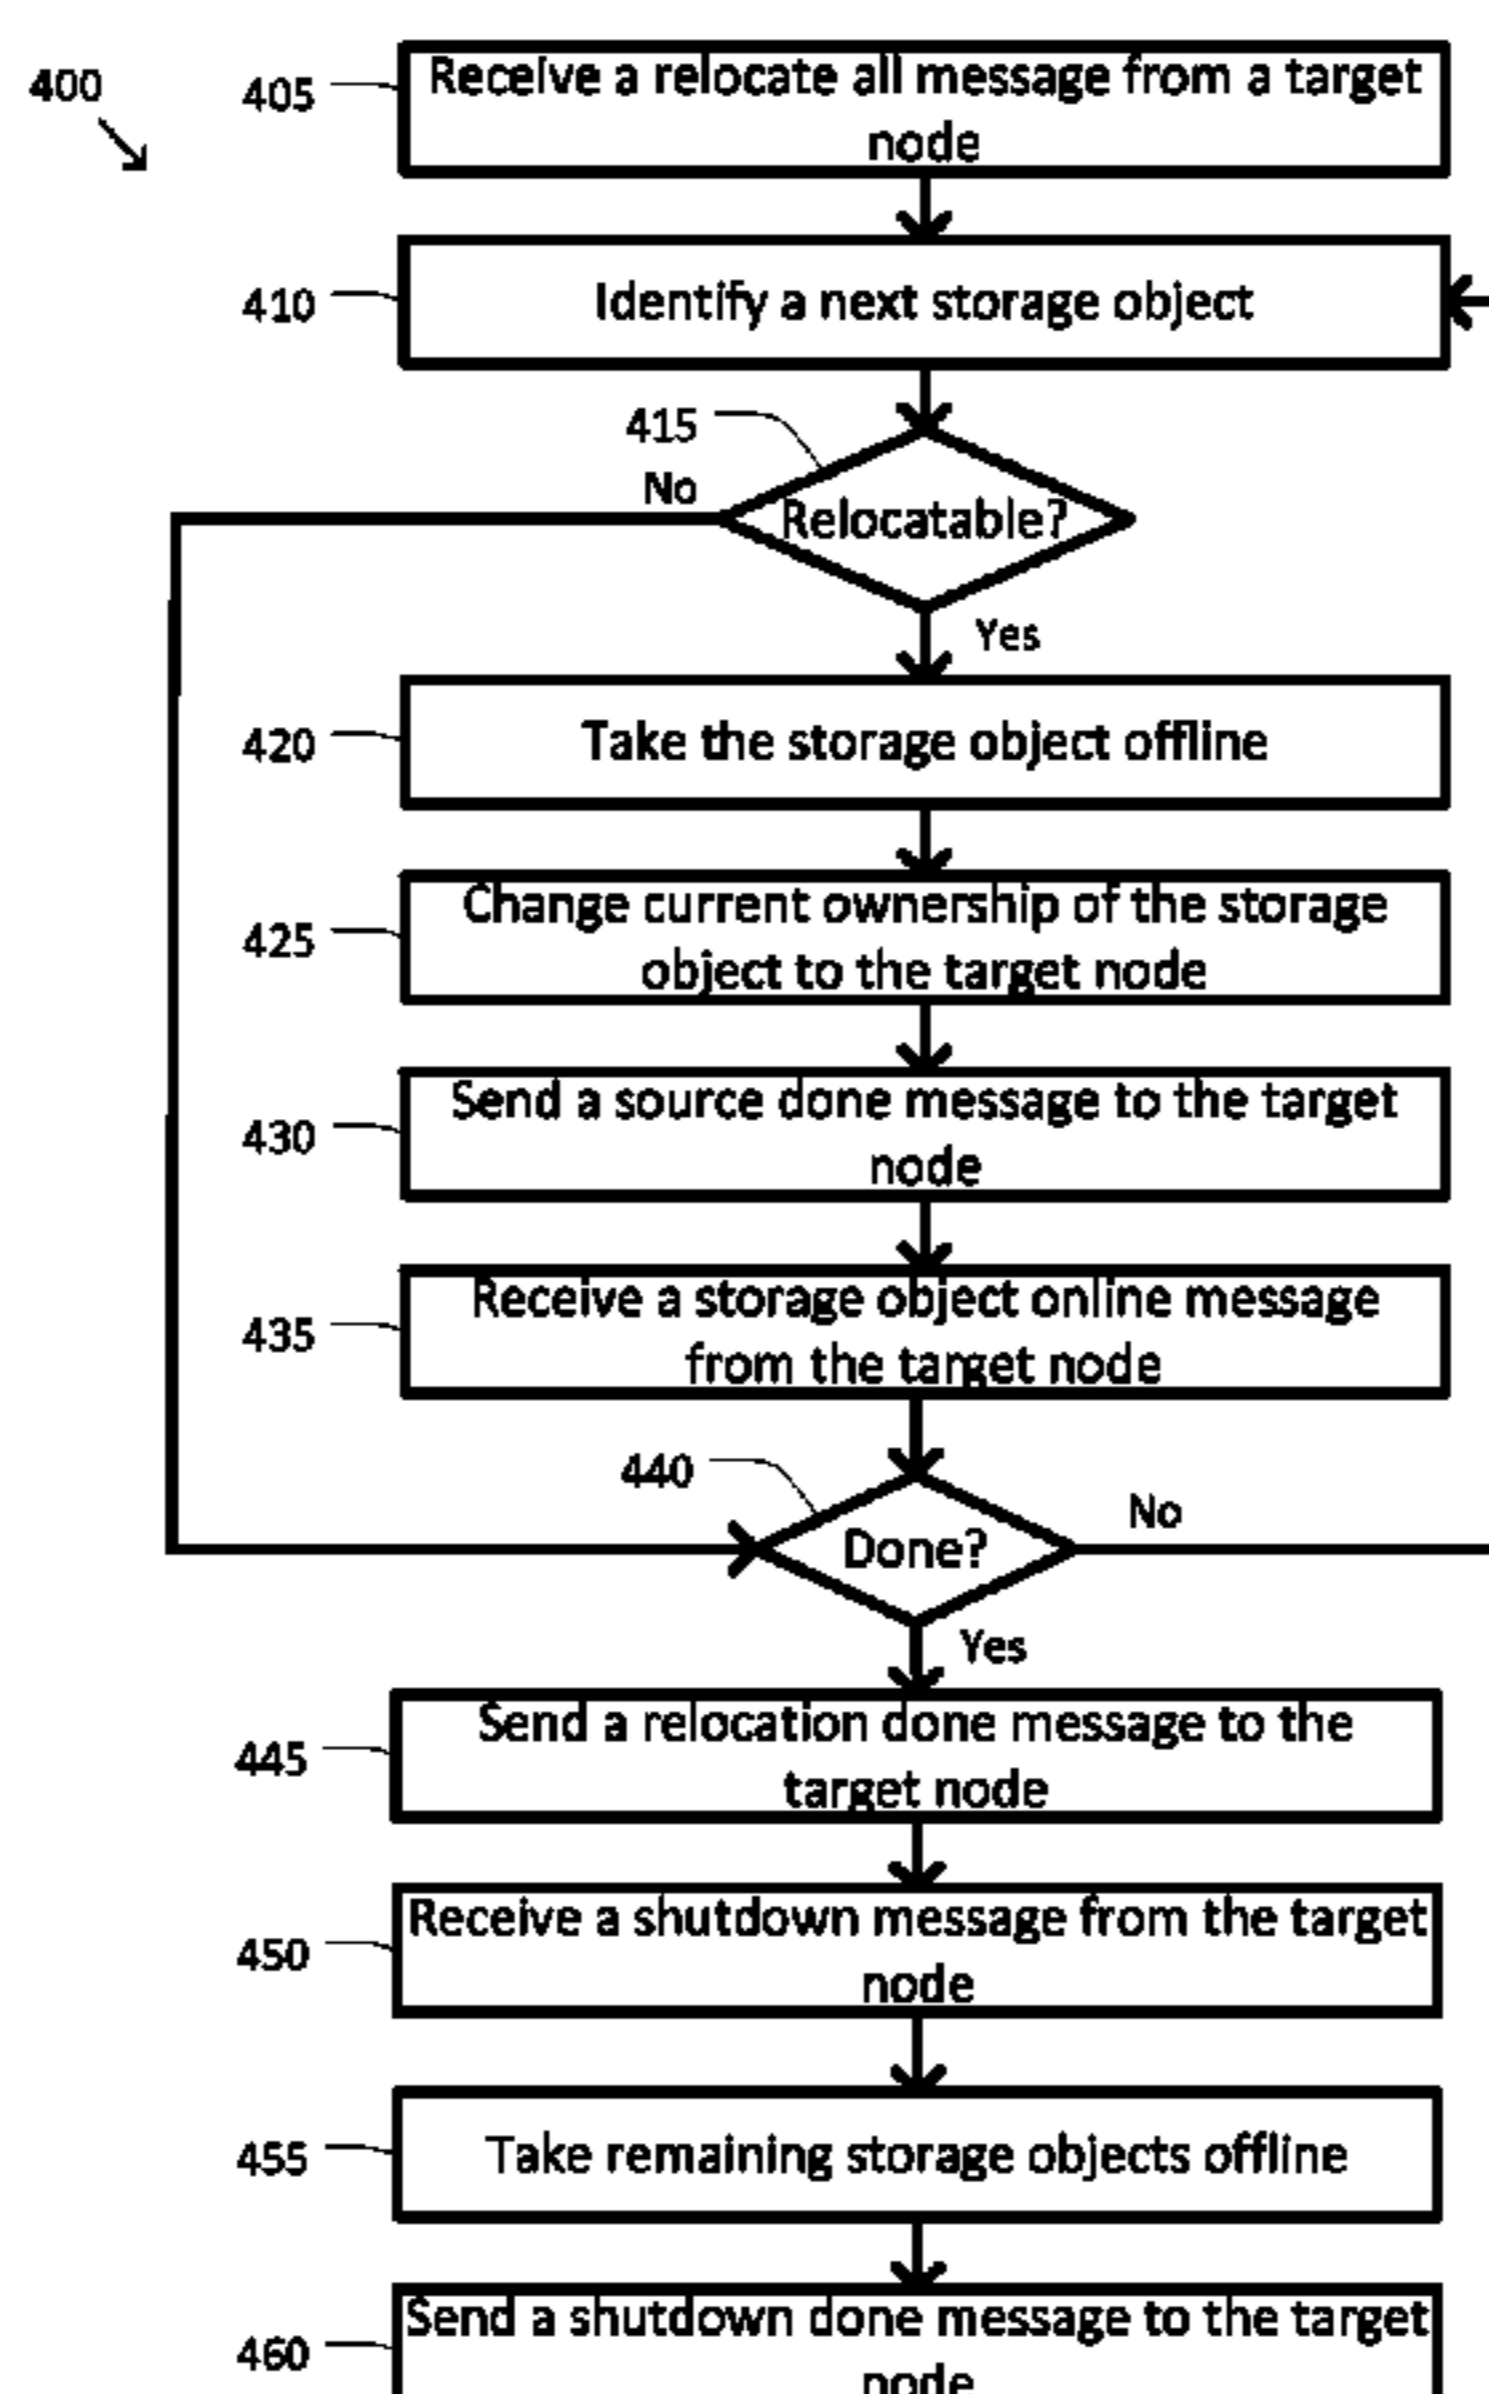 400
405
Receive a relocate all message from a target
node
410
Identify a next storage object
415
No
Relocatable?
Yes
420
Take the storage object offline
425
Change current ownership of the storage
object to the target node
430
Send a source done message to the target
node
435
Receive a storage object online message
from the target node
440
No
Done?
Yes
445
Send a relocation done message to the
target node
450
Receive a shutdown message from the target
node
455
Take remaining storage objects offline
460
Send a shutdown done message to the target
node